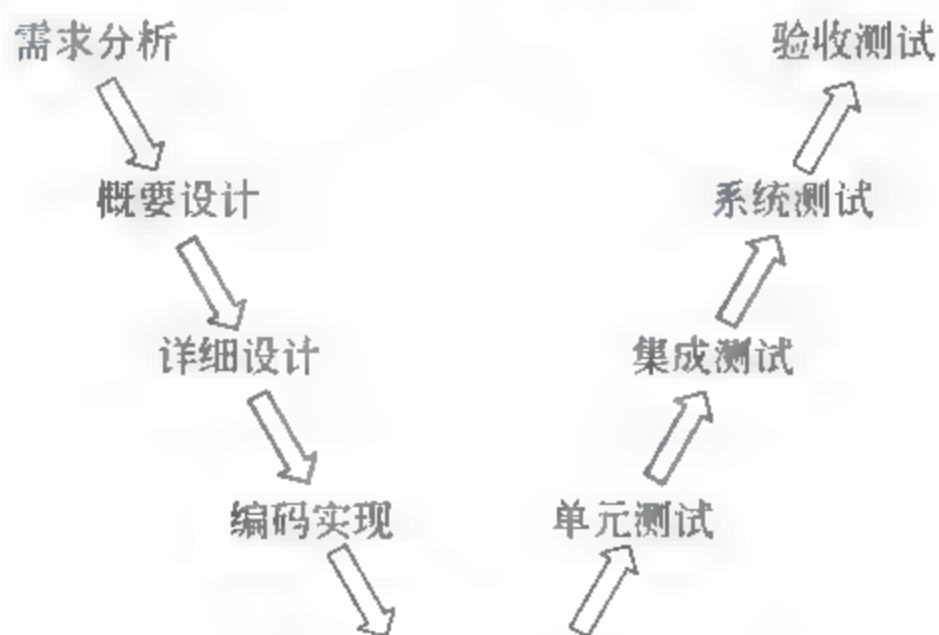 需求分析
验收测试
概要设计
系统测试
详细设计
集成测试
编码实现
单元测试